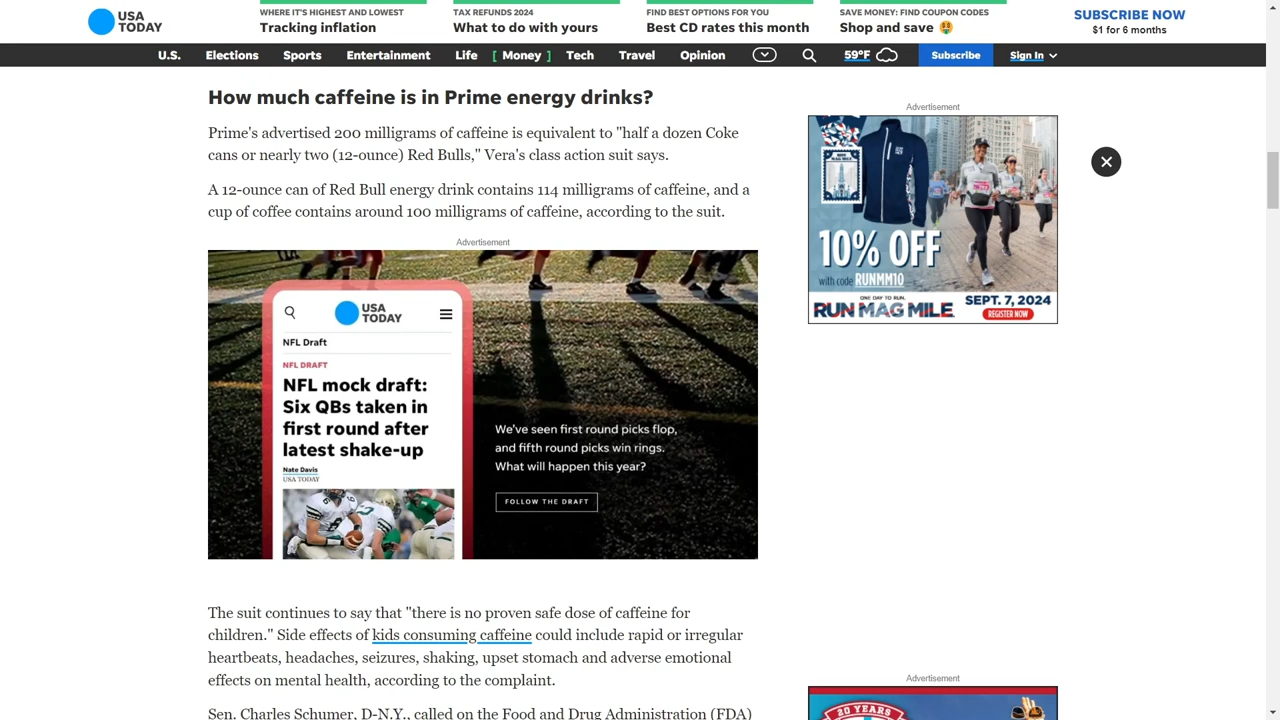 USA
TODAY
WHERE IT'S HIGHEST AND LOWEST
Tracking inflation
TAX REFUNDS 2024
What to do with yours
FIND BEST OPTIONS FOR YOU
Best CD rates this month
SAVE MONEY: FIND COUPON CODES
Shop and save 🤑
SUBSCRIBE NOW
$1 for 6 months
U.S. Elections Sports Entertainment Life [ Money ] Tech Travel Opinion 59°F Subscribe Sign In
How much caffeine is in Prime energy drinks?
Prime's advertised 200 milligrams of caffeine is equivalent to "half a dozen Coke
cans or nearly two (12-ounce) Red Bulls," Vera's class action suit says.
A 12-ounce can of Red Bull energy drink contains 114 milligrams of caffeine, and a
cup of coffee contains around 100 milligrams of caffeine, according to the suit.
Advertisement
USA
TODAY
NFL Draft
NFL DRAFT
NFL mock draft:
Six QBs taken in
first round after
latest shake-up
Nate Davis
USA TODAY
We've seen first round picks flop,
and fifth round picks win rings.
What will happen this year?
FOLLOW THE DRAFT
The suit continues to say that "there is no proven safe dose of caffeine for
children." Side effects of kids consuming caffeine could include rapid or irregular
heartbeats, headaches, seizures, shaking, upset stomach and adverse emotional
effects on mental health, according to the complaint.
Sen. Charles Schumer, D-N.Y., called on the Food and Drug Administration (FDA)
Advertisement
10% OFF
with code RUNMM10
ONE DAY TO RUN.
RUN MAG MILE.
SEPT. 7, 2024
REGISTER NOW
Advertisement
20 YEARS